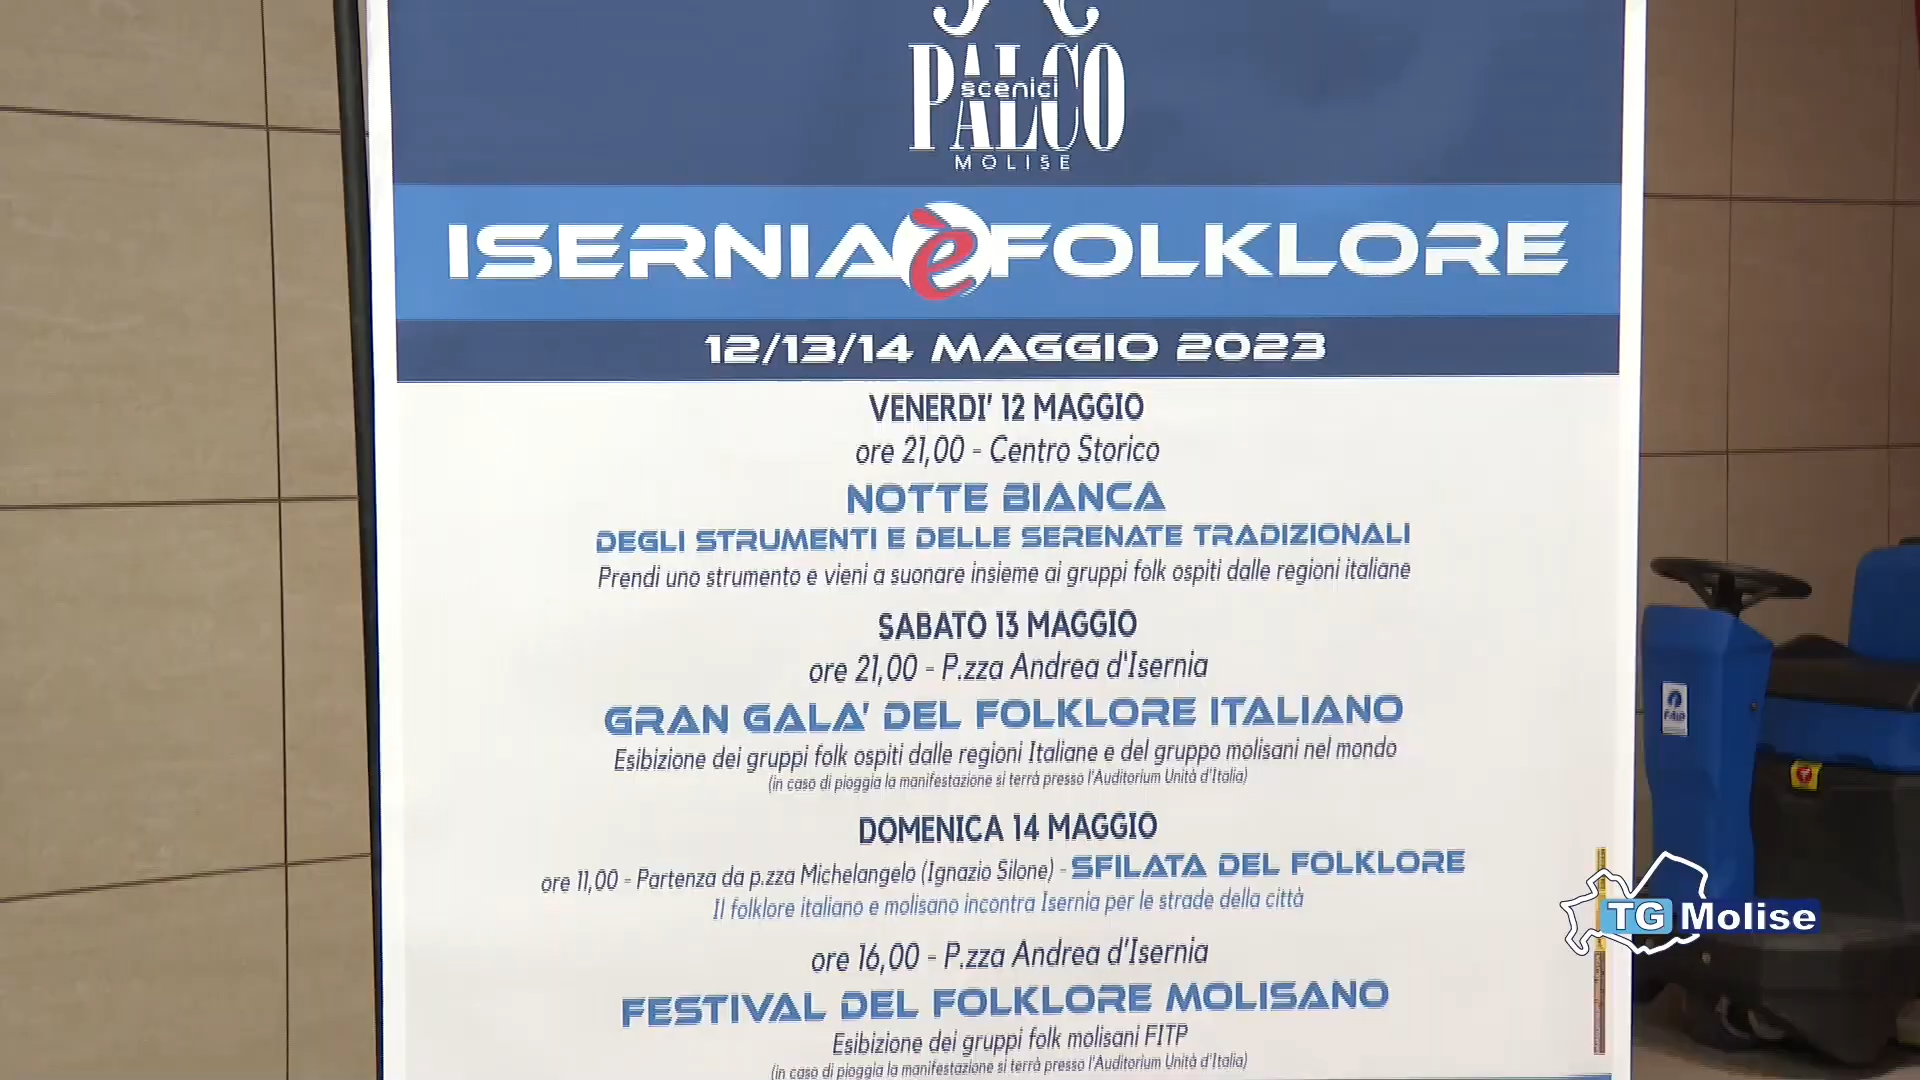 PALCO
scenici
MOLISE
ISERNIA è FOLKLORE
12/13/14 MAGGIO 2023
VENERDI' 12 MAGGIO
ore 21,00 - Centro Storico
NOTTE BIANCA
DEGLI STRUMENTI E DELLE SERENATE TRADIZIONALI
Prendi uno strumento e vieni a suonare insieme ai gruppi folk ospiti dalle regioni italiane
SABATO 13 MAGGIO
ore 21,00 - P.zza Andrea d'Isernia
GRAN GALA' DEL FOLKLORE ITALIANO
Esibizione dei gruppi folk ospiti dalle regioni Italiane e del gruppo molisani nel mondo
(in caso di pioggia la manifestazione si terrà presso l'Auditorium Unità d'Italia)
DOMENICA 14 MAGGIO
ore 11,00 - Partenza da p.zza Michelangelo (Ignazio Silone) - SFILATA DEL FOLKLORE
Il folklore italiano e molisano incontra Isernia per le strade della città
ore 16,00 - P.zza Andrea d'Isernia
FESTIVAL DEL FOLKLORE MOLISANO
Esibizione dei gruppi folk molisani FITP
(in caso di pioggia la manifestazione si terrà presso l'Auditorium Unità d'Italia)
TG Molise